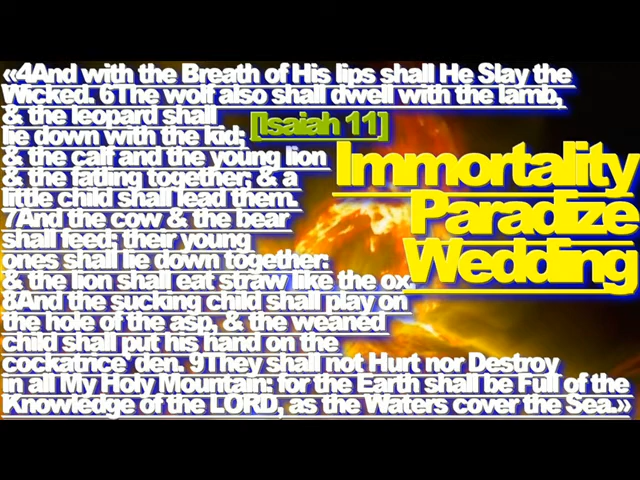 «4And with the Breath of His lips shall He Slay the
Wicked. 6The wolf also shall dwell with the lamb,
& the leopard shall
lie down with the kid;
& the calf and the young lion
& the fatling together; & a
little child shall lead them.
7And the cow & the bear
shall feed; their young
ones shall lie down together:
& the lion shall eat straw like the ox.
8And the sucking child shall play on
the hole of the asp, & the weaned
child shall put his hand on the
cockatrice' den. 9They shall not Hurt nor Destroy
in all My Holy Mountain: for the Earth shall be Full of the
Knowledge of the LORD, as the Waters cover the Sea.»
[Isaiah 11]
Immortality
Paradize
Wedding